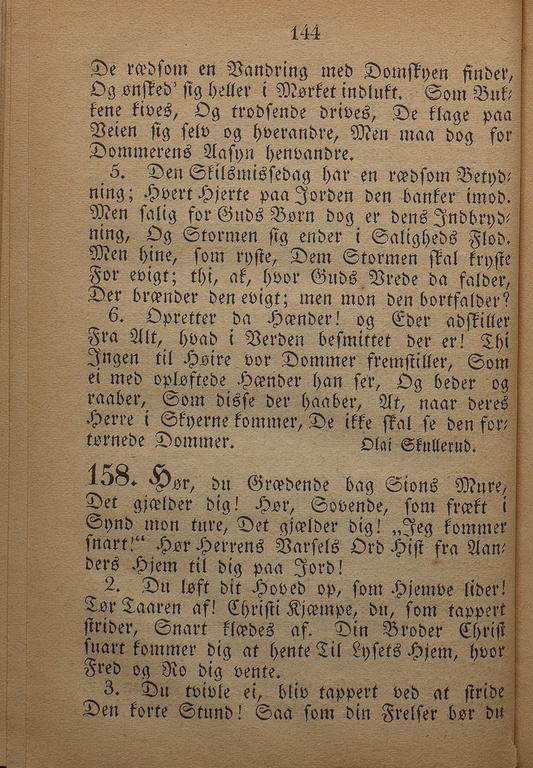 144
De rædsom en Vandring med Domskyen finder,
Og ønsked' sig heller i Mørket indlukt. Som Buk-
kene kives, Og trodsende drives, De klage paa
Veien sig selv og hverandre, Men maa dog for
Dommerens Aasyn henvandre.
5. Den Skilsmissedag har en rædsom Betyd-
ning; Hvert Hjerte paa Jorden den banker imod.
Men salig for Guds Børn dog er dens Indbryd-
ning, Og Stormen sig ender i Saligheds Flod.
Men hine, som ryste, Dem Stormen skal kryste
For evigt; thi, ak, hvor Guds Vrede da falder,
Der brænder den evigt; men mon den bortfalder?
6. Opretter da Hænder! og Eder adskiller
Fra Alt, hvad i Verden besmittet der er! Thi
Ingen til Høire vor Dommer fremstiller, Som
ei med opløftede Hænder han ser, Og beder og
raaber, Som disse der haaber, At, naar deres
Herre i Skyerne kommer, De ikke skal se den for-
tørnede Dommer. Olai Skullerud.
158. Hør, du Grædende bag Sions Mure,
Det gjælder dig! Hør, Sovende, som frækt i
Synd mon ture, Det gjælder dig! „Jeg kommer
snart!“ Hør Herrens Varsels Ord Hist fra Aan-
ders Hjem til dig paa Jord!
2. Du løft dit Hoved op, som Hjemve lider!
Tør Taaren af! Christi Kjæmpe, du, som tappert
strider, Snart klædes af. Din Broder Christ
snart kommer dig at hente Til Lysets Hjem, hvor
Fred og Ro dig vente.
3. Du tvivle ei, bliv tappert ved at stride
Den korte Stund! Saa som din Frelser bør du